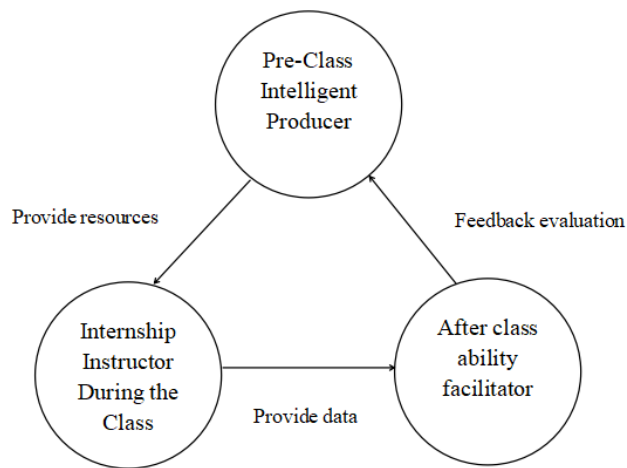 Pre-Class
Intelligent
Producer
Provide resources
Feedback evaluation
Internship
Instructor
During the
Class
After class
ability
facilitator
Provide data